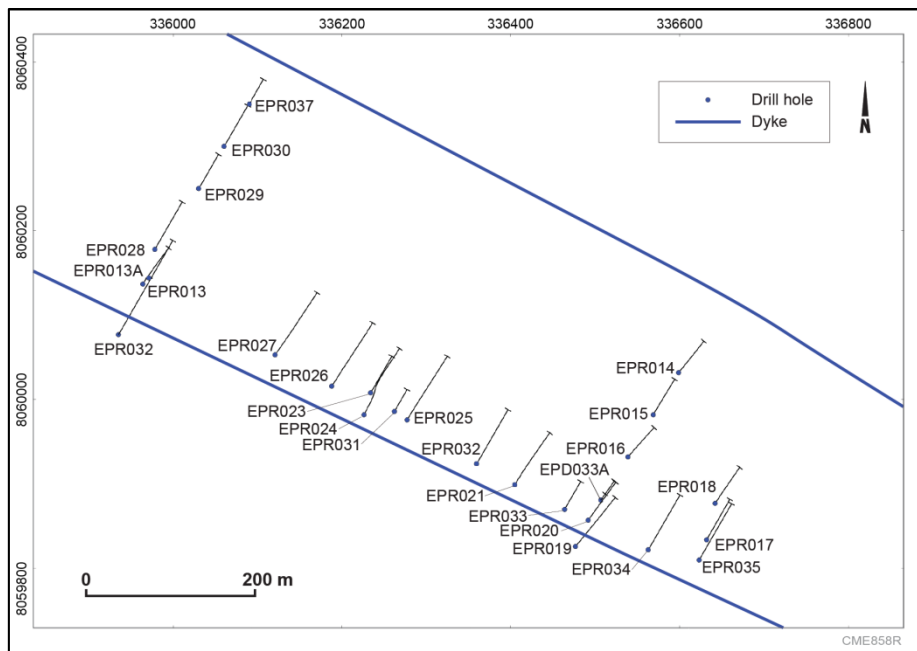 336000 336200 336400 336600 336800
8060400
8060200
8060000
8059800
Drill hole
Dyke
N
EPR037
EPR030
EPR029
EPR028
EPR013A
EPR013
EPR032
EPR027
EPR026
EPR023
EPR024
EPR031
EPR025
EPR032
EPR021
EPR033
EPR020
EPR019
EPD033A
EPR014
EPR015
EPR016
EPR018
EPR017
EPR035
EPR034
0 200 m
CME858R